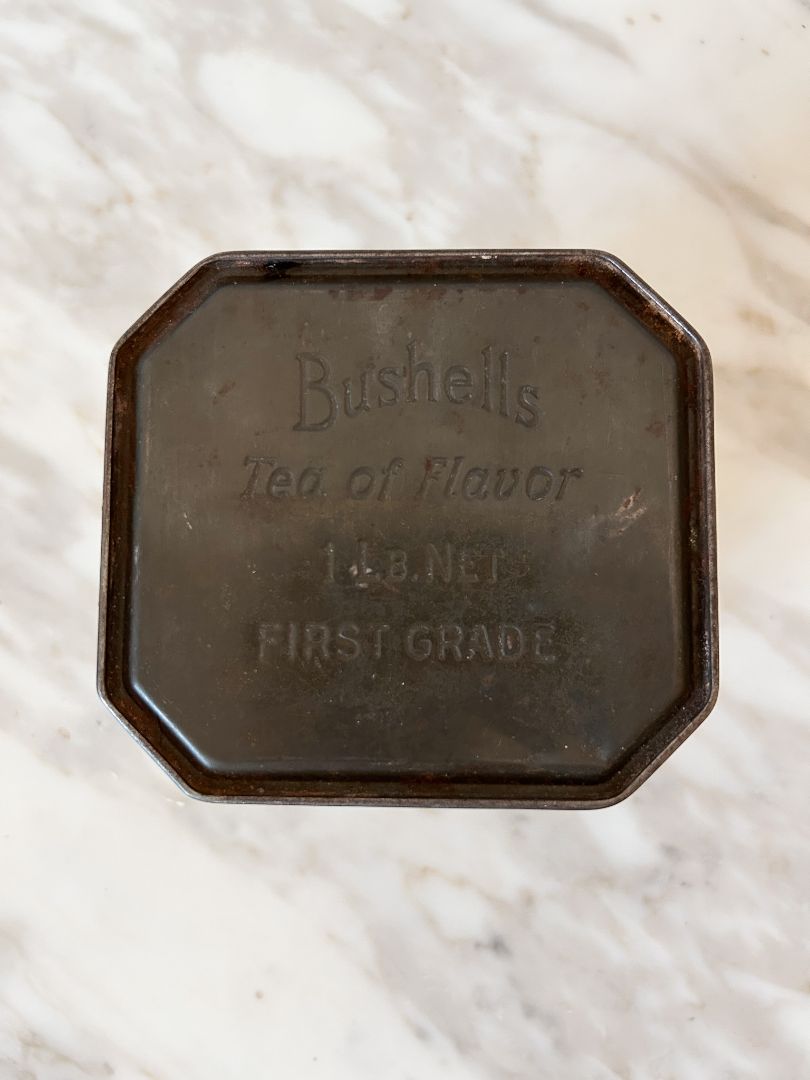 Bushells
Tea of Flavor
1 LB. NET
FIRST GRADE